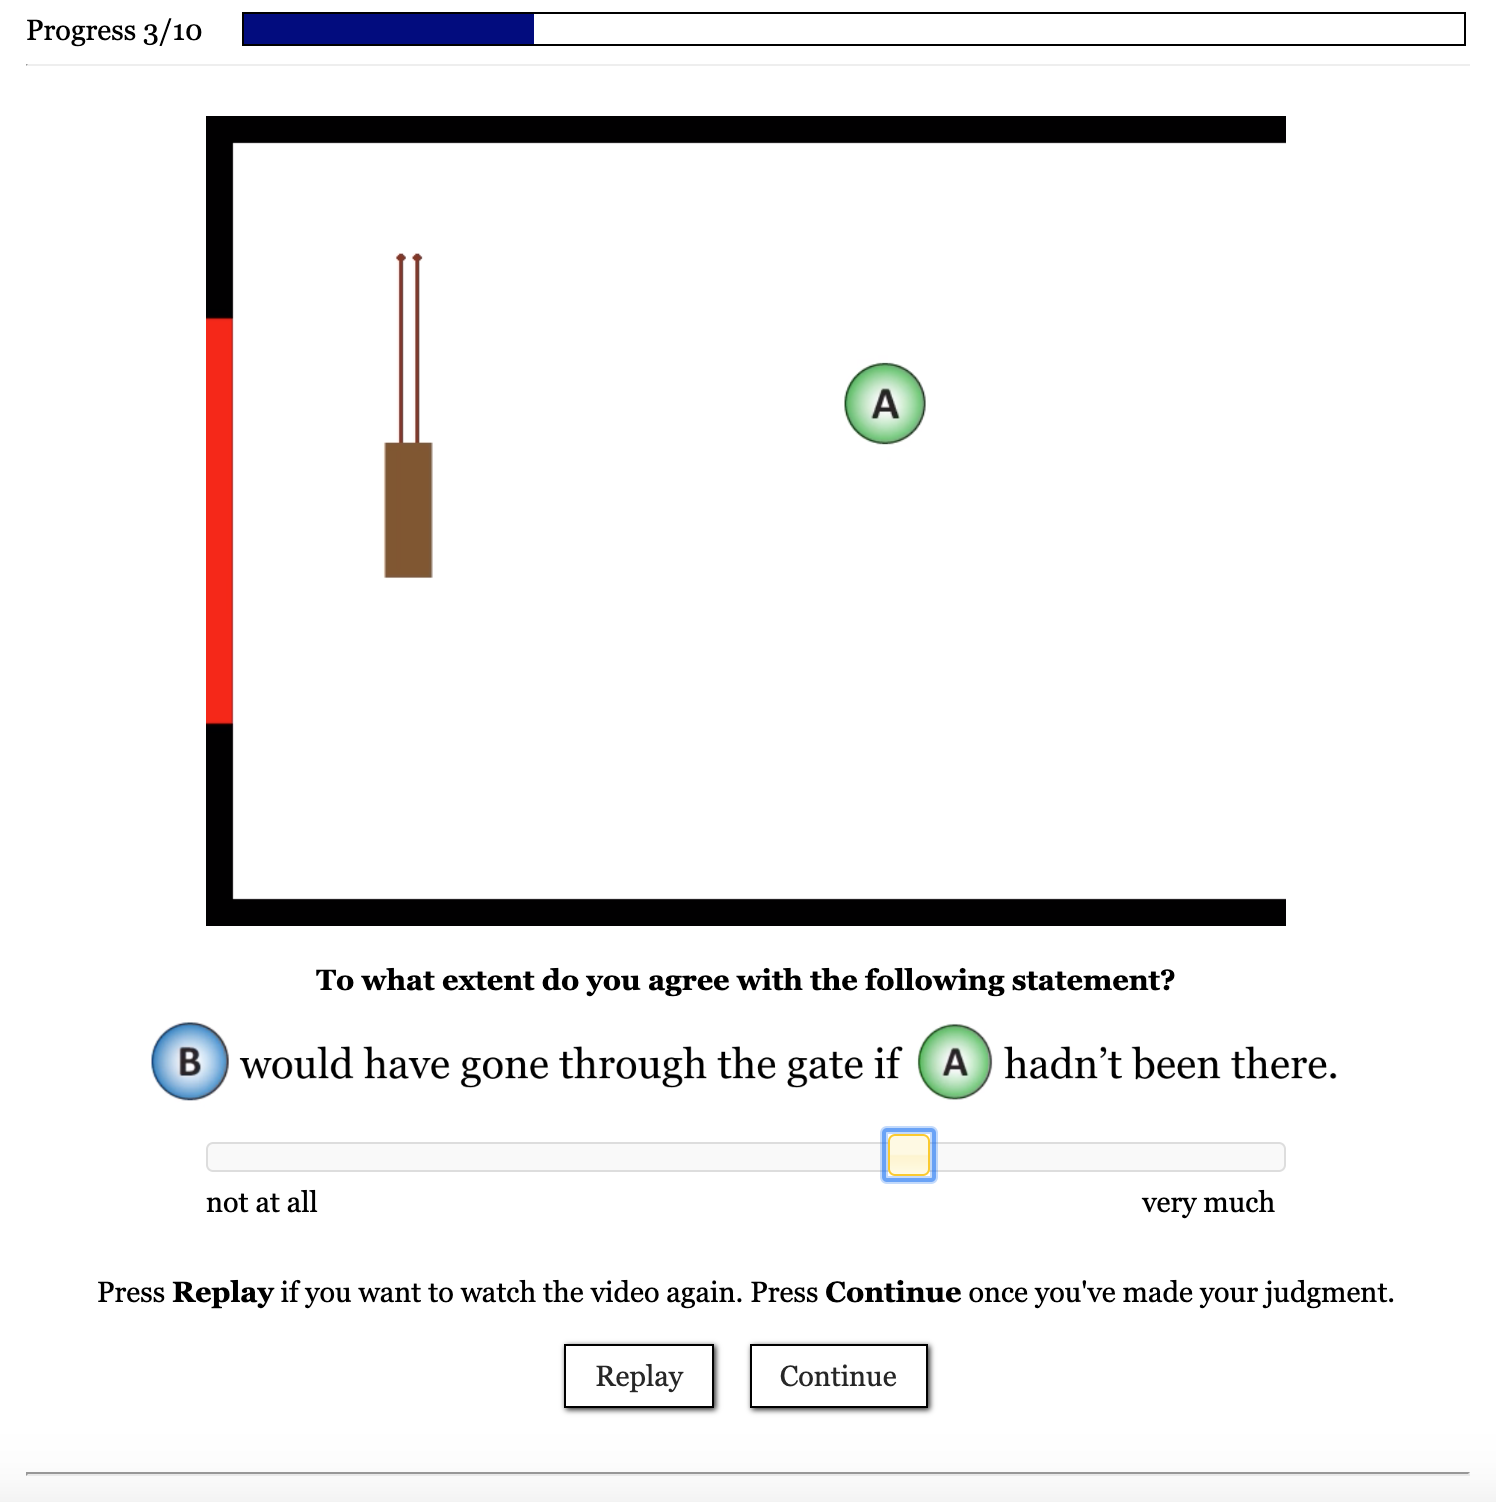 Progress 3/10
A
To what extent do you agree with the following statement?
B would have gone through the gate if A hadn’t been there.
not at all very much
Press Replay if you want to watch the video again. Press Continue once you've made your judgment.
Replay Continue